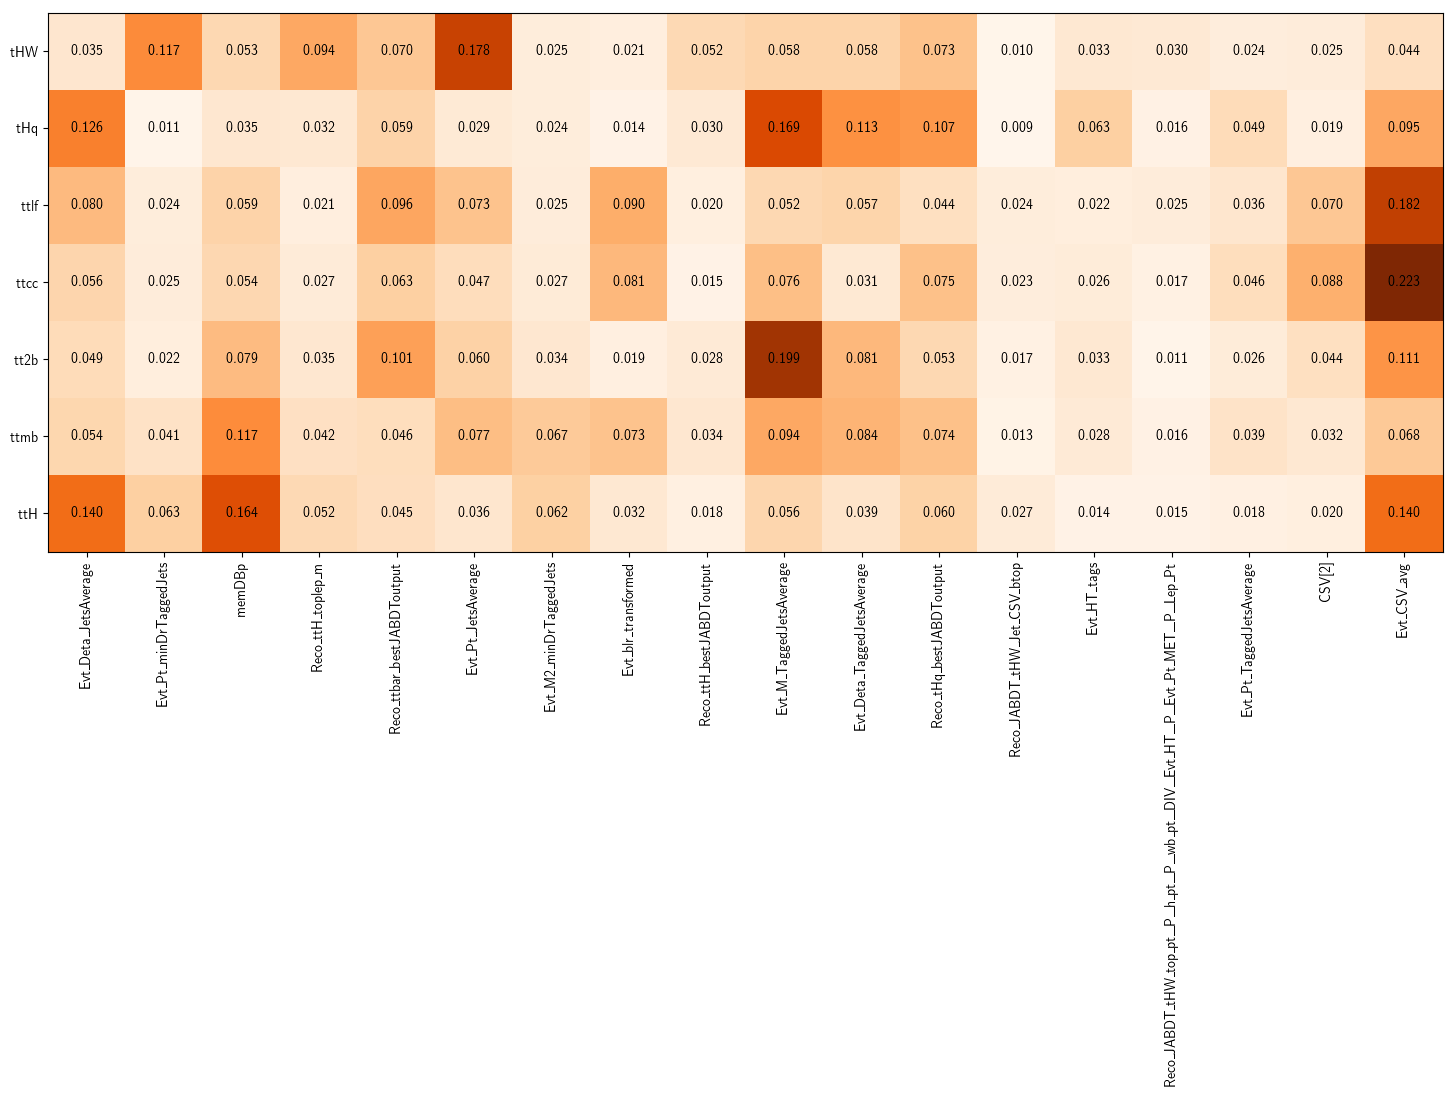 tHW 0.035 0.117 0.053 0.094 0.070 0.178 0.025 0.021 0.052 0.058 0.058 0.073 0.010 0.033 0.030 0.024 0.025 0.044
tHq 0.126 0.011 0.035 0.032 0.059 0.029 0.024 0.014 0.030 0.169 0.113 0.107 0.009 0.063 0.016 0.049 0.019 0.095
ttlf 0.080 0.024 0.059 0.021 0.096 0.073 0.025 0.090 0.020 0.052 0.057 0.044 0.024 0.022 0.025 0.036 0.070 0.182
ttcc 0.056 0.025 0.054 0.027 0.063 0.047 0.027 0.081 0.015 0.076 0.031 0.075 0.023 0.026 0.017 0.046 0.088 0.223
tt2b 0.049 0.022 0.079 0.035 0.101 0.060 0.034 0.019 0.028 0.199 0.081 0.053 0.017 0.033 0.011 0.026 0.044 0.111
ttmb 0.054 0.041 0.117 0.042 0.046 0.077 0.067 0.073 0.034 0.094 0.084 0.074 0.013 0.028 0.016 0.039 0.032 0.068
ttH 0.140 0.063 0.164 0.052 0.045 0.036 0.062 0.032 0.018 0.056 0.039 0.060 0.027 0.014 0.015 0.018 0.020 0.140
Evt_Deta_JetsAverage
Evt_Pt_minDrTaggedJets
memDBp
Reco_ttH_toplep_m
Reco_ttbar_bestJABDToutput
Evt_Pt_JetsAverage
Evt_M2_minDrTaggedJets
Evt_blr_transformed
Reco_ttH_bestJABDToutput
Evt_M_TaggedJetsAverage
Evt_Deta_TaggedJetsAverage
Reco_tHq_bestJABDToutput
Reco_JABDT_tHW_Jet_CSV_btop
Evt_HT_tags
Reco_JABDT_tHW_top_pt__P__h_pt__P__wb_pt__DIV__Evt_HT__P__Evt_Pt_MET__P__Lep_Pt
Evt_Pt_TaggedJetsAverage
CSV[2]
Evt_CSV_avg